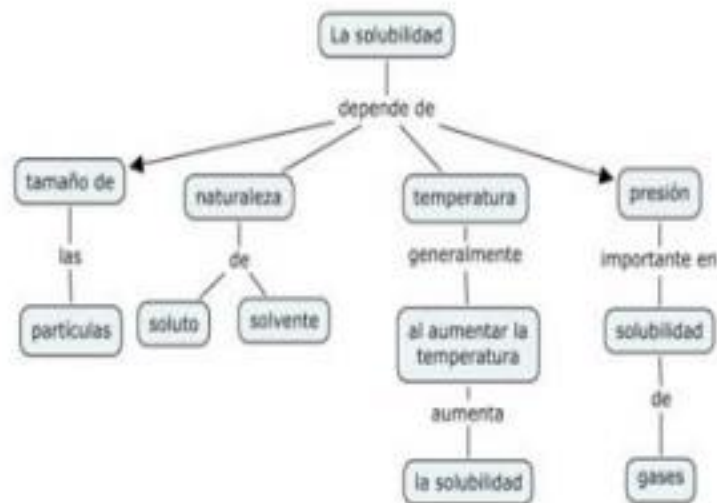 La solubilidad
depende de
tamaño de
las
partículas
naturaleza
de
soluto
solvente
temperatura
generalmente
al aumentar la
temperatura
aumenta
la solubilidad
presión
importante en
solubilidad
de
gases